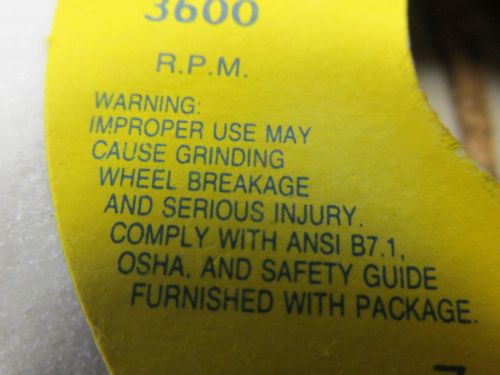 3600
R.P.M.
WARNING:
IMPROPER USE MAY
CAUSE GRINDING
WHEEL BREAKAGE
AND SERIOUS INJURY.
COMPLY WITH ANSI B7.1,
OSHA, AND SAFETY GUIDE
FURNISHED WITH PACKAGE.